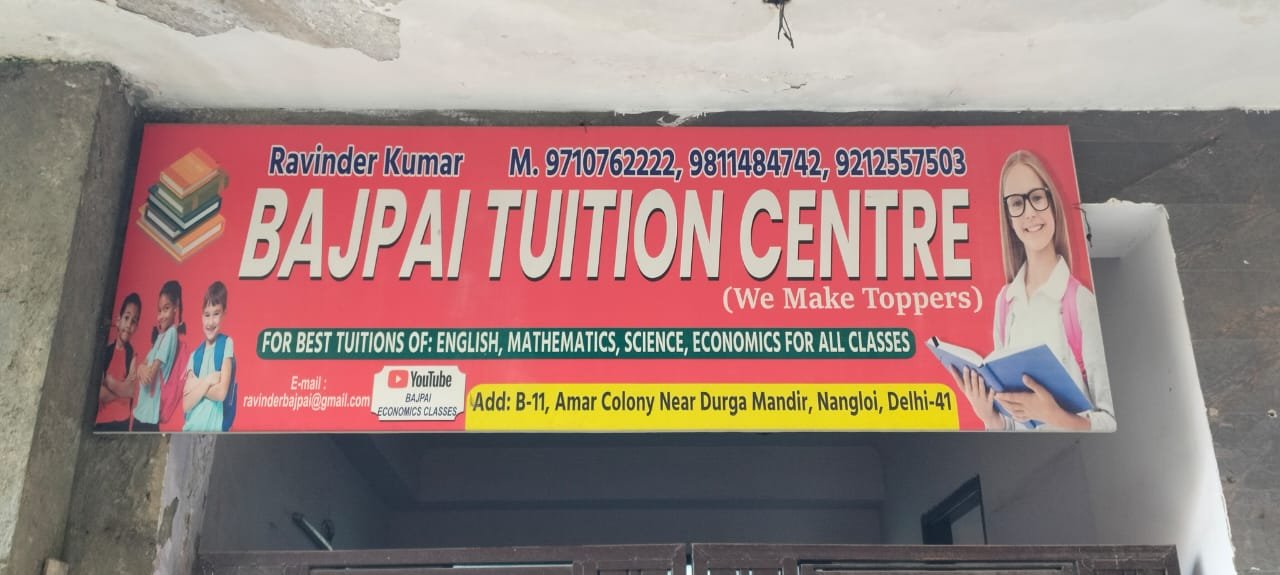 Ravinder Kumar M. 9710762222, 9811484742, 9212557503
BAJPAI TUITION CENTRE
(We Make Toppers)
FOR BEST TUITIONS OF: ENGLISH, MATHEMATICS, SCIENCE, ECONOMICS FOR ALL CLASSES
E-mail :
ravinderbajpai@gmail.com
YouTube
BAJPAI
ECONOMICS CLASSES
Add: B-11, Amar Colony Near Durga Mandir, Nangloi, Delhi-41